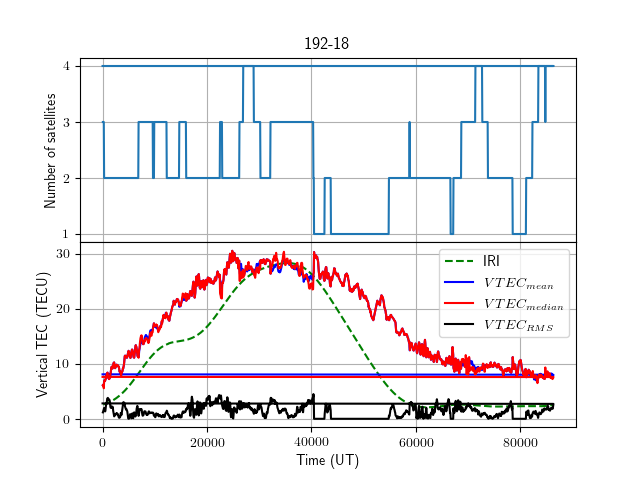 192-18
Number of satellites
4
3
2
1
Vertical TEC (TECU)
30
20
10
0
IRI
VTEC_mean
VTEC_median
VTEC_RMS
0 20000 40000 60000 80000
Time (UT)